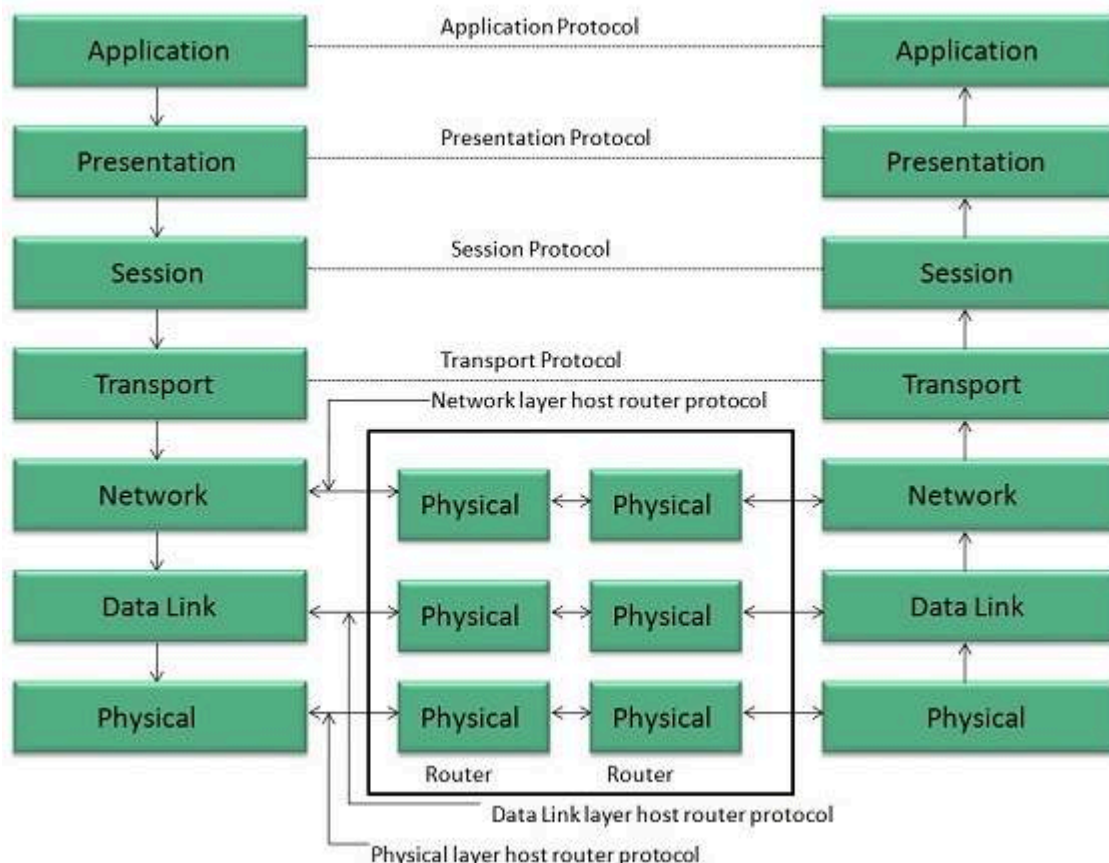 Application Protocol
Application
Application
Presentation Protocol
Presentation
Presentation
Session Protocol
Session
Session
Transport Protocol
Transport
Transport
Network layer host router protocol
Network
Physical
Physical
Network
Data Link
Physical
Physical
Data Link
Physical
Physical
Physical
Physical
Router
Router
Data Link layer host router protocol
Physical layer host router protocol